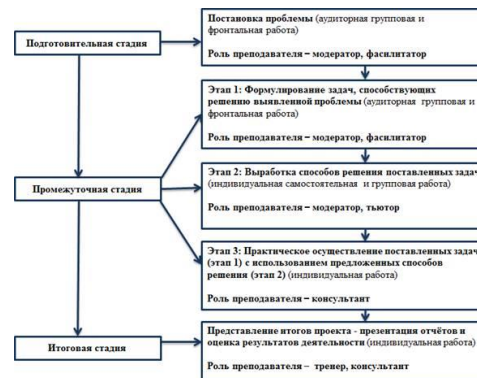 Подготовительная стадия
Постановка проблемы (аудиторная групповая и
фронтальная работа)
Роль преподавателя – модератор, фасилитатор
Промежуточная стадия
Этап 1: Формулирование задач, способствующих
решению выявленной проблемы (аудиторная групповая и
фронтальная работа)
Роль преподавателя – модератор, фасилитатор
Этап 2: Выработка способов решения поставленных задач
(индивидуальная самостоятельная и групповая работа)
Роль преподавателя – модератор, тьютор
Этап 3: Практическое осуществление поставленных задач
(этап 1) с использованием предложенных способов
решения (этап 2) (индивидуальная работа)
Роль преподавателя – консультант
Итоговая стадия
Представление итогов проекта - презентация отчётов и
оценка результатов деятельности (индивидуальная работа)
Роль преподавателя – тренер, консультант